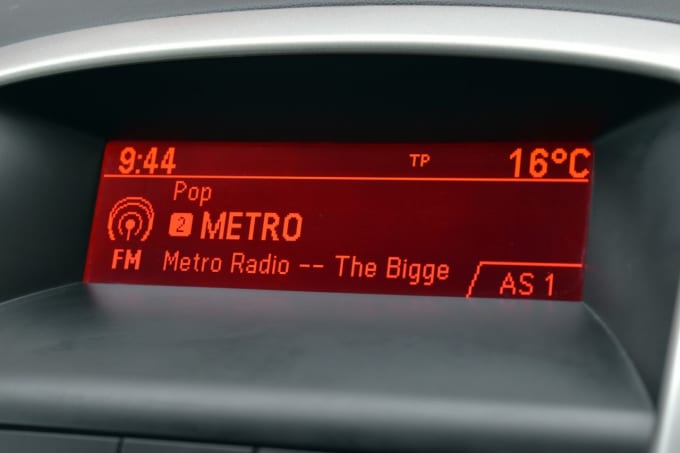 9:44 TP 16°C
Pop
2 METRO
FM Metro Radio -- The Bigge
AS 1